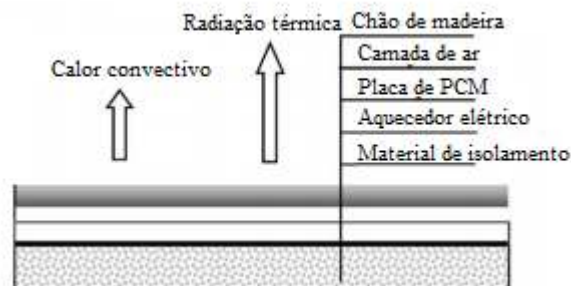 Radiação térmica
Chão de madeira
Camada de ar
Calor convectivo
Placa de PCM
Aquecedor elétrico
Material de isolamento